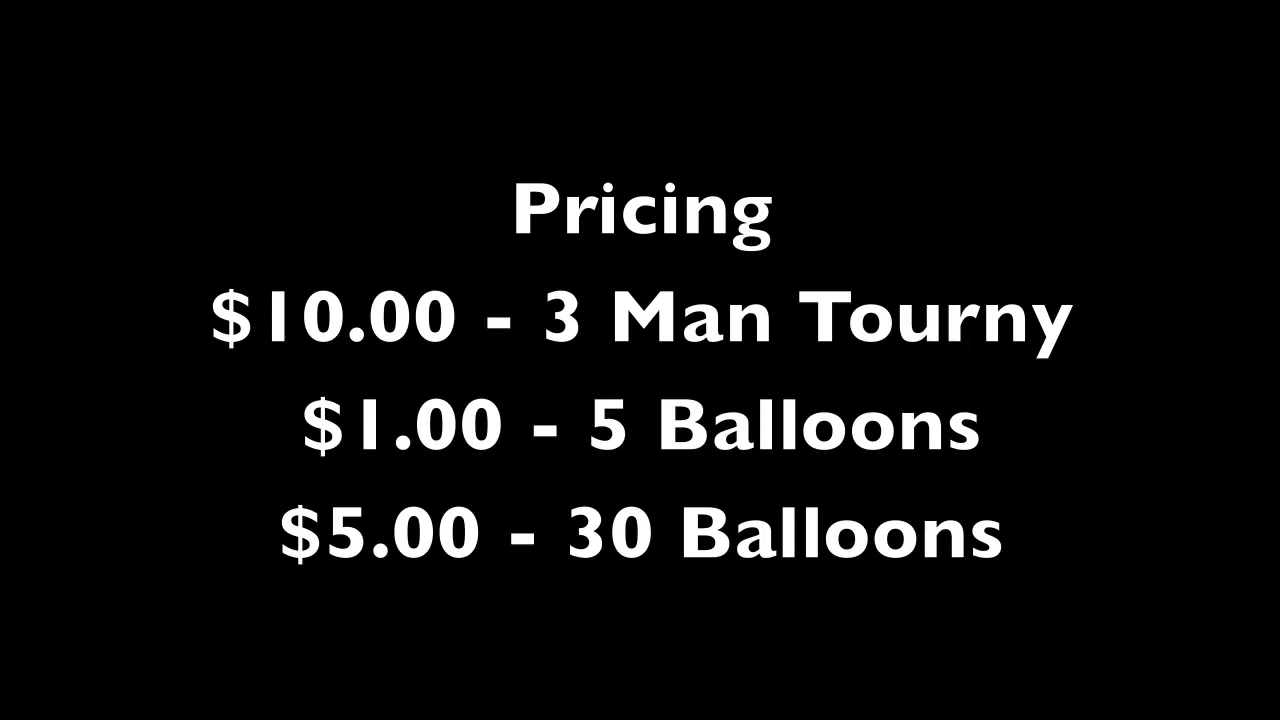 Pricing
$10.00 - 3 Man Tourny
$1.00 - 5 Balloons
$5.00 - 30 Balloons